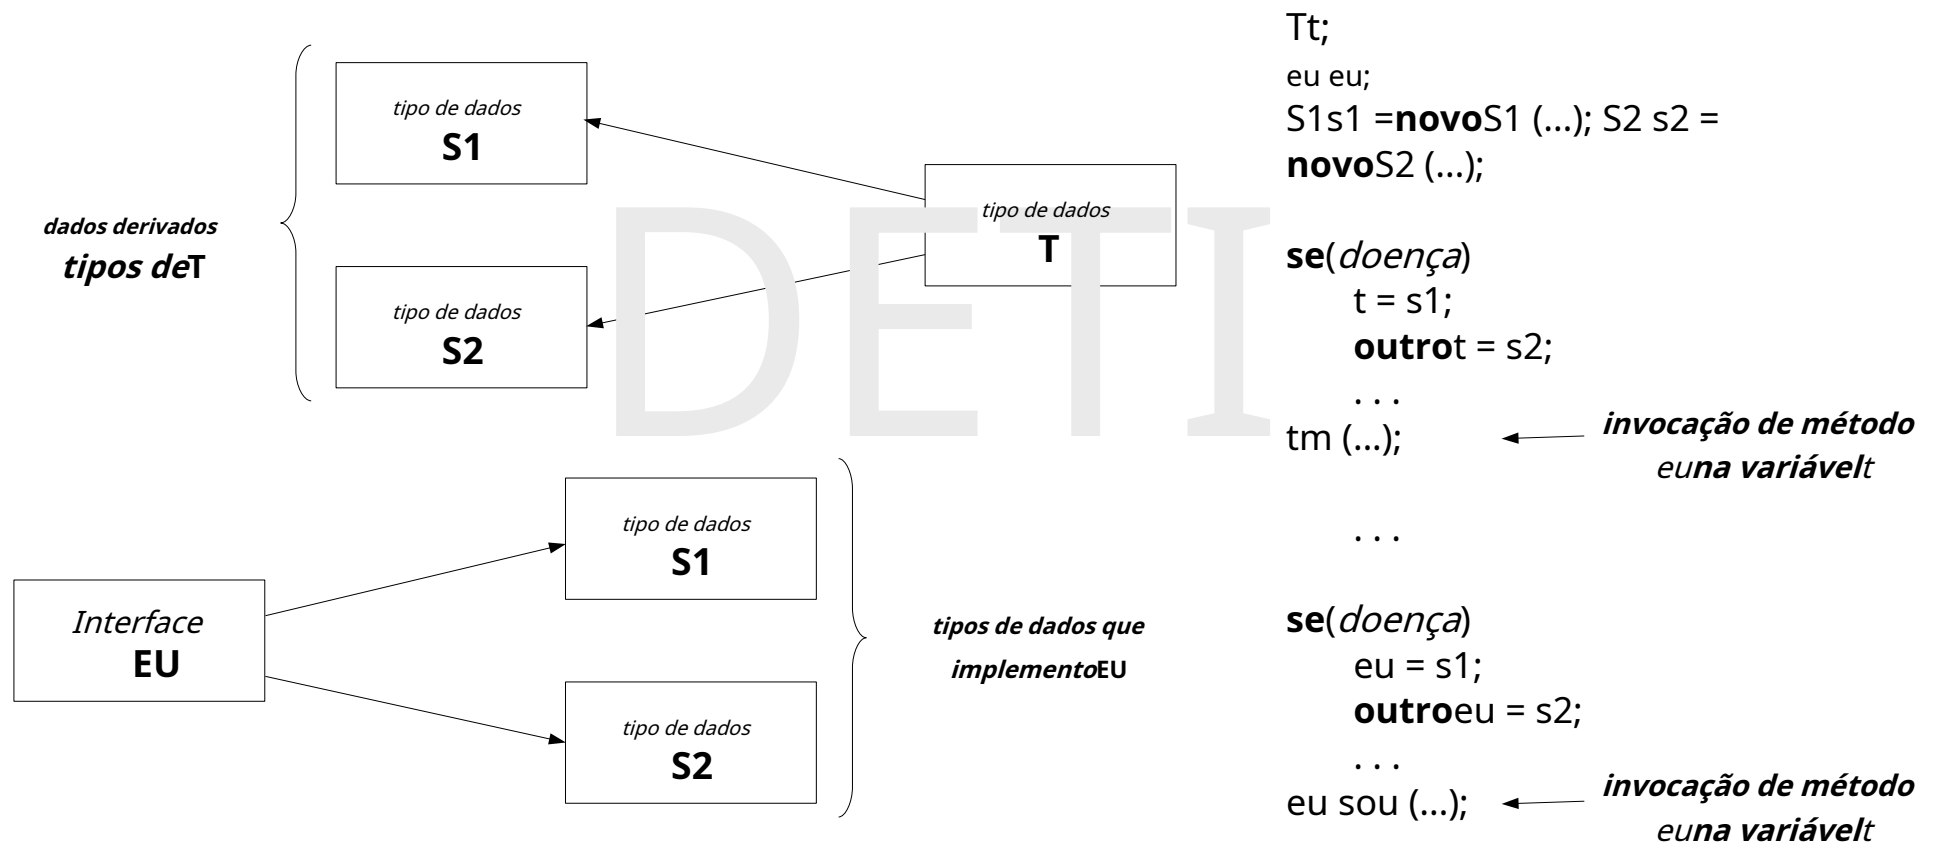 tipo de dados
S1
tipo de dados
S2
dados derivados
tipos deT
tipo de dados
T
DETI
Interface
EU
tipo de dados
S1
tipo de dados
S2
tipos de dados que
implementoEU
Tt;
eu eu;
S1s1 =novoS1 (...); S2 s2 =
novoS2 (...);
se(doença)
t = s1;
outrot = s2;
. . .
tm (...);
invocação de método
euna variávelt
. . .
se(doença)
eu = s1;
outroeu = s2;
. . .
eu sou (...);
invocação de método
euna variávelt